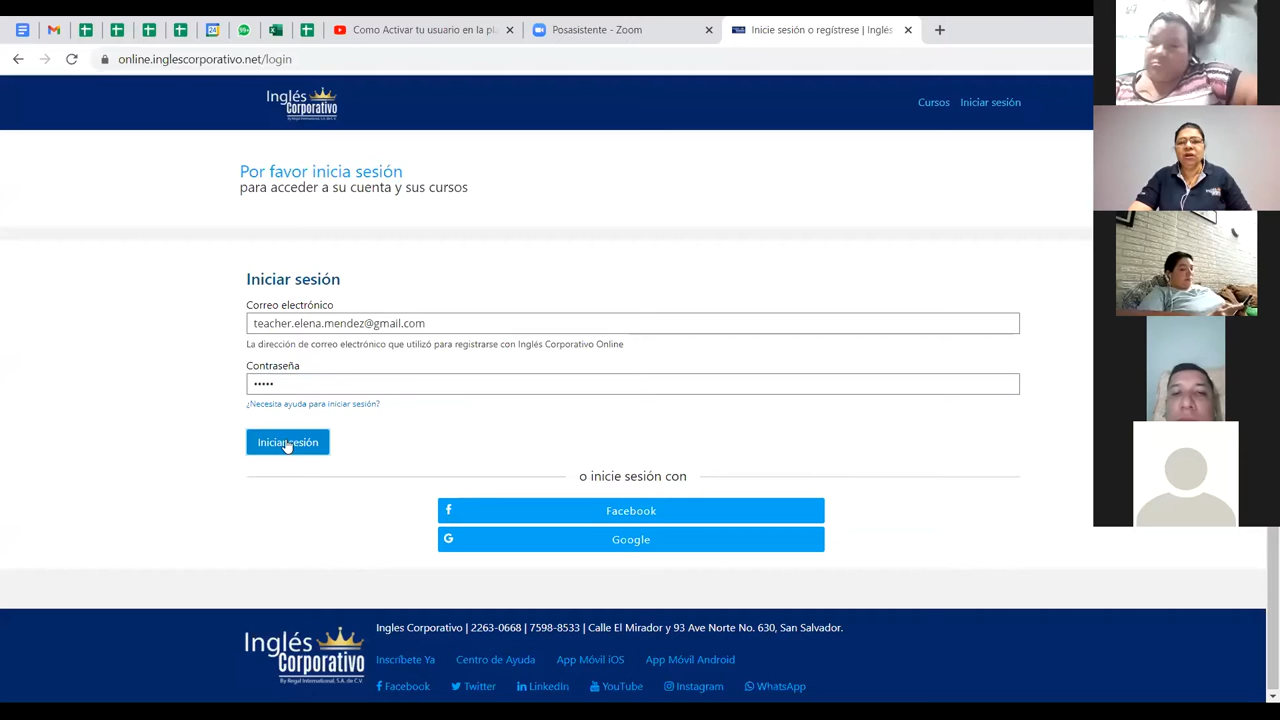 Como Activar tu usuario en la pl
Posasistente - Zoom
Inicie sesión o regístrese | Inglés
online.inglescorporativo.net/login
Inglés
Corporativo
Cursos
Iniciar sesión
Por favor inicia sesión
para acceder a su cuenta y sus cursos
Iniciar sesión
Correo electrónico
teacher.elena.mendez@gmail.com
La dirección de correo electrónico que utilizó para registrarse con Inglés Corporativo Online
Contraseña
•••••
¿Necesita ayuda para iniciar sesión?
Iniciar sesión
o inicie sesión con
Facebook
Google
Inglés
Corporativo
By Regal International, S.A. de C.V.
Ingles Corporativo | 2263-0668 | 7598-8533 | Calle El Mirador y 93 Ave Norte No. 630, San Salvador.
Inscríbete Ya
Centro de Ayuda
App Móvil iOS
App Móvil Android
Facebook
Twitter
Linkedin
YouTube
Instagram
WhatsApp